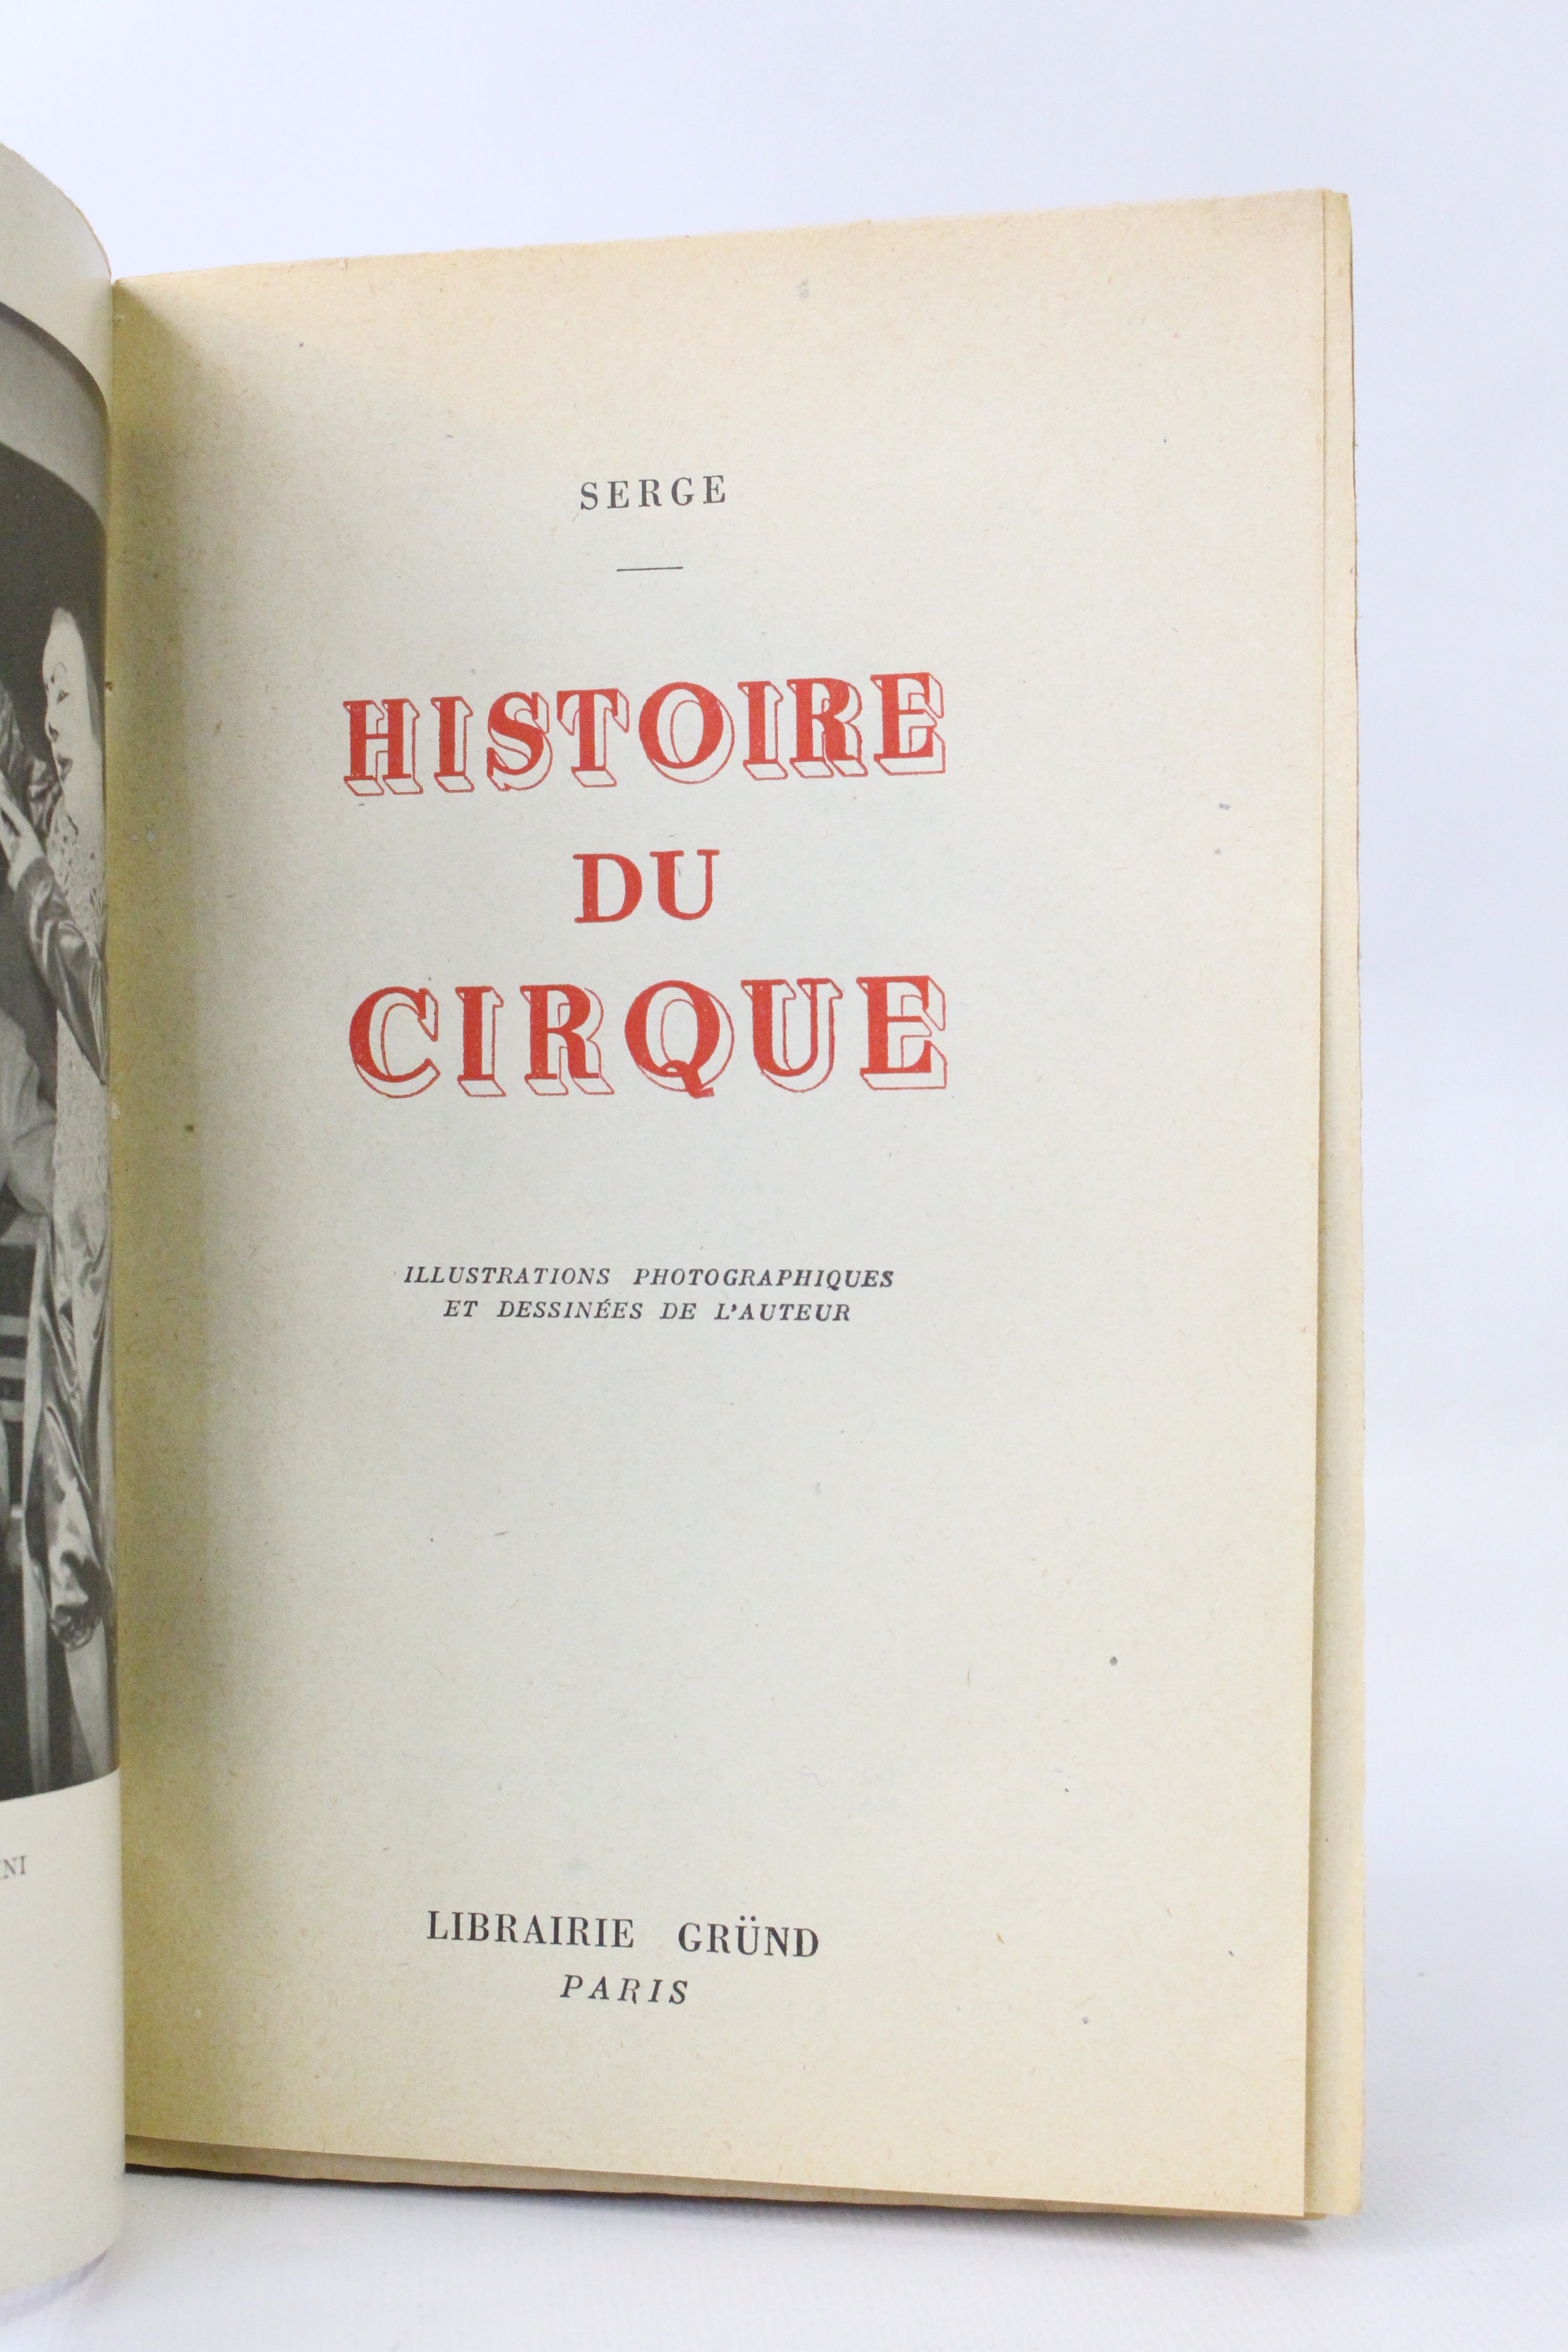 SERGE
HISTOIRE
DU
CIRQUE
ILLUSTRATIONS PHOTOGRAPHIQUES
ET DESSINÉES DE L'AUTEUR
LIBRAIRIE GRÜND
PARIS